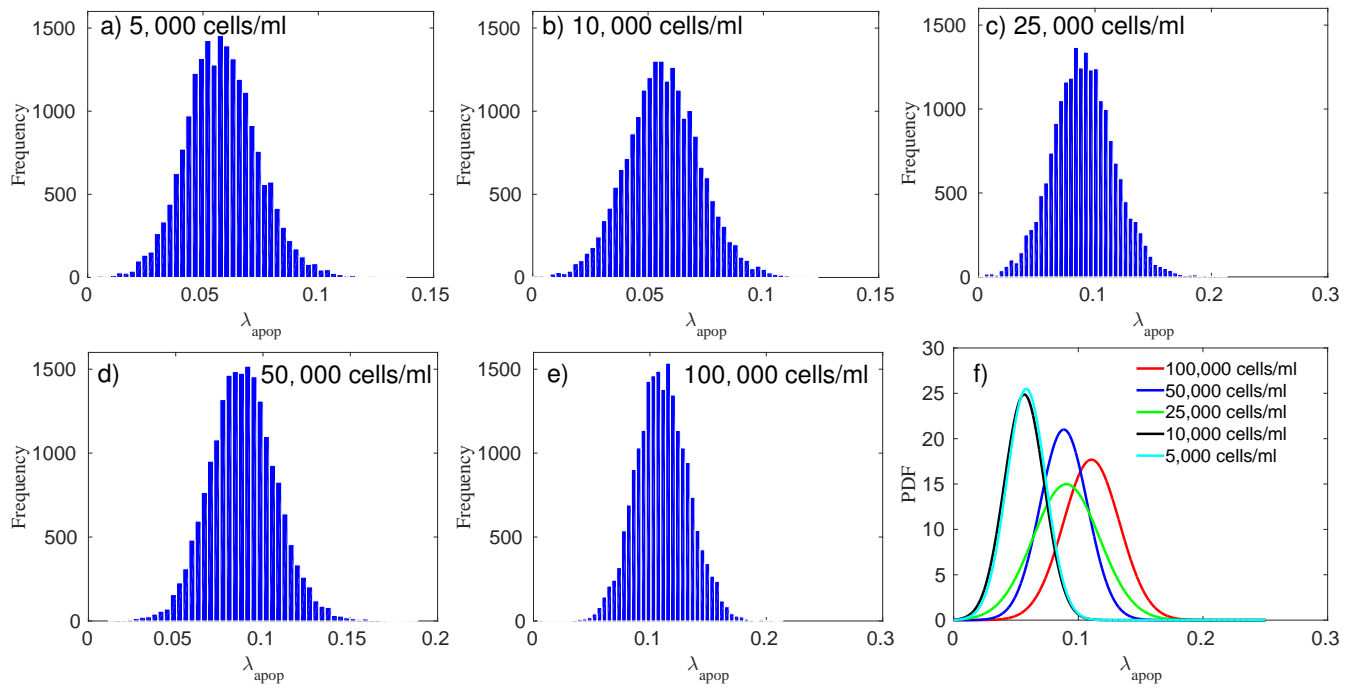 a) 5,000 cells/ml
1500
1000
500
0
Frequency
0 0.05 0.1 0.15
λapop
b) 10,000 cells/ml
1500
1000
500
0
Frequency
0 0.05 0.1 0.15
λapop
c) 25,000 cells/ml
1500
1000
500
0
Frequency
0 0.1 0.2 0.3
λapop
d) 50,000 cells/ml
1500
1000
500
0
Frequency
0.05 0.1 0.15 0.2
λapop
e) 100,000 cells/ml
1500
1000
500
0
Frequency
0 0.1 0.2 0.3
λapop
f)
30
25
20
15
10
5
0
PDF
100,000 cells/ml
50,000 cells/ml
25,000 cells/ml
10,000 cells/ml
5,000 cells/ml
0 0.1 0.2 0.3
λapop